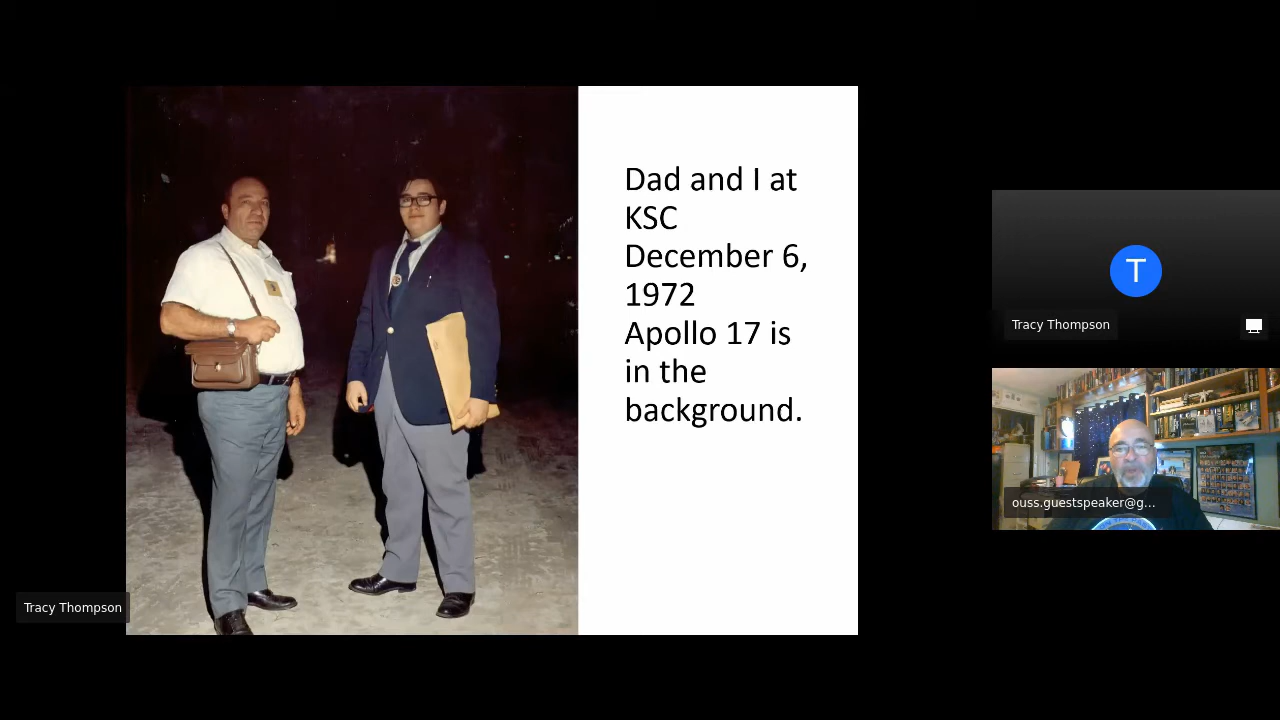 Dad and I at
KSC
December 6,
1972
Apollo 17 is
in the
background.
T
Tracy Thompson
ouss.guestspeaker@g...
Tracy Thompson